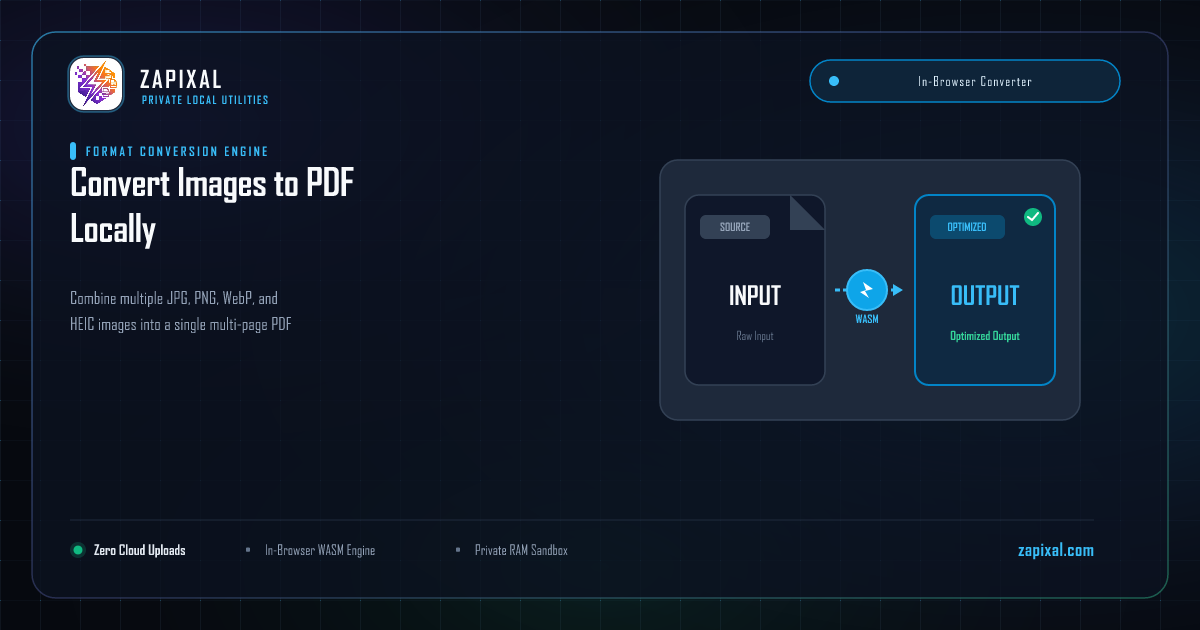 ZAPIXAL
PRIVATE LOCAL UTILITIES
In-Browser Converter
FORMAT CONVERSION ENGINE
Convert Images to PDF
Locally
Combine multiple JPG, PNG, WebP, and
HEIC images into a single multi-page PDF
SOURCE
INPUT
Raw Input
WASM
OPTIMIZED
OUTPUT
Optimized Output
Zero Cloud Uploads
In-Browser WASM Engine
Private RAM Sandbox
zapixal.com